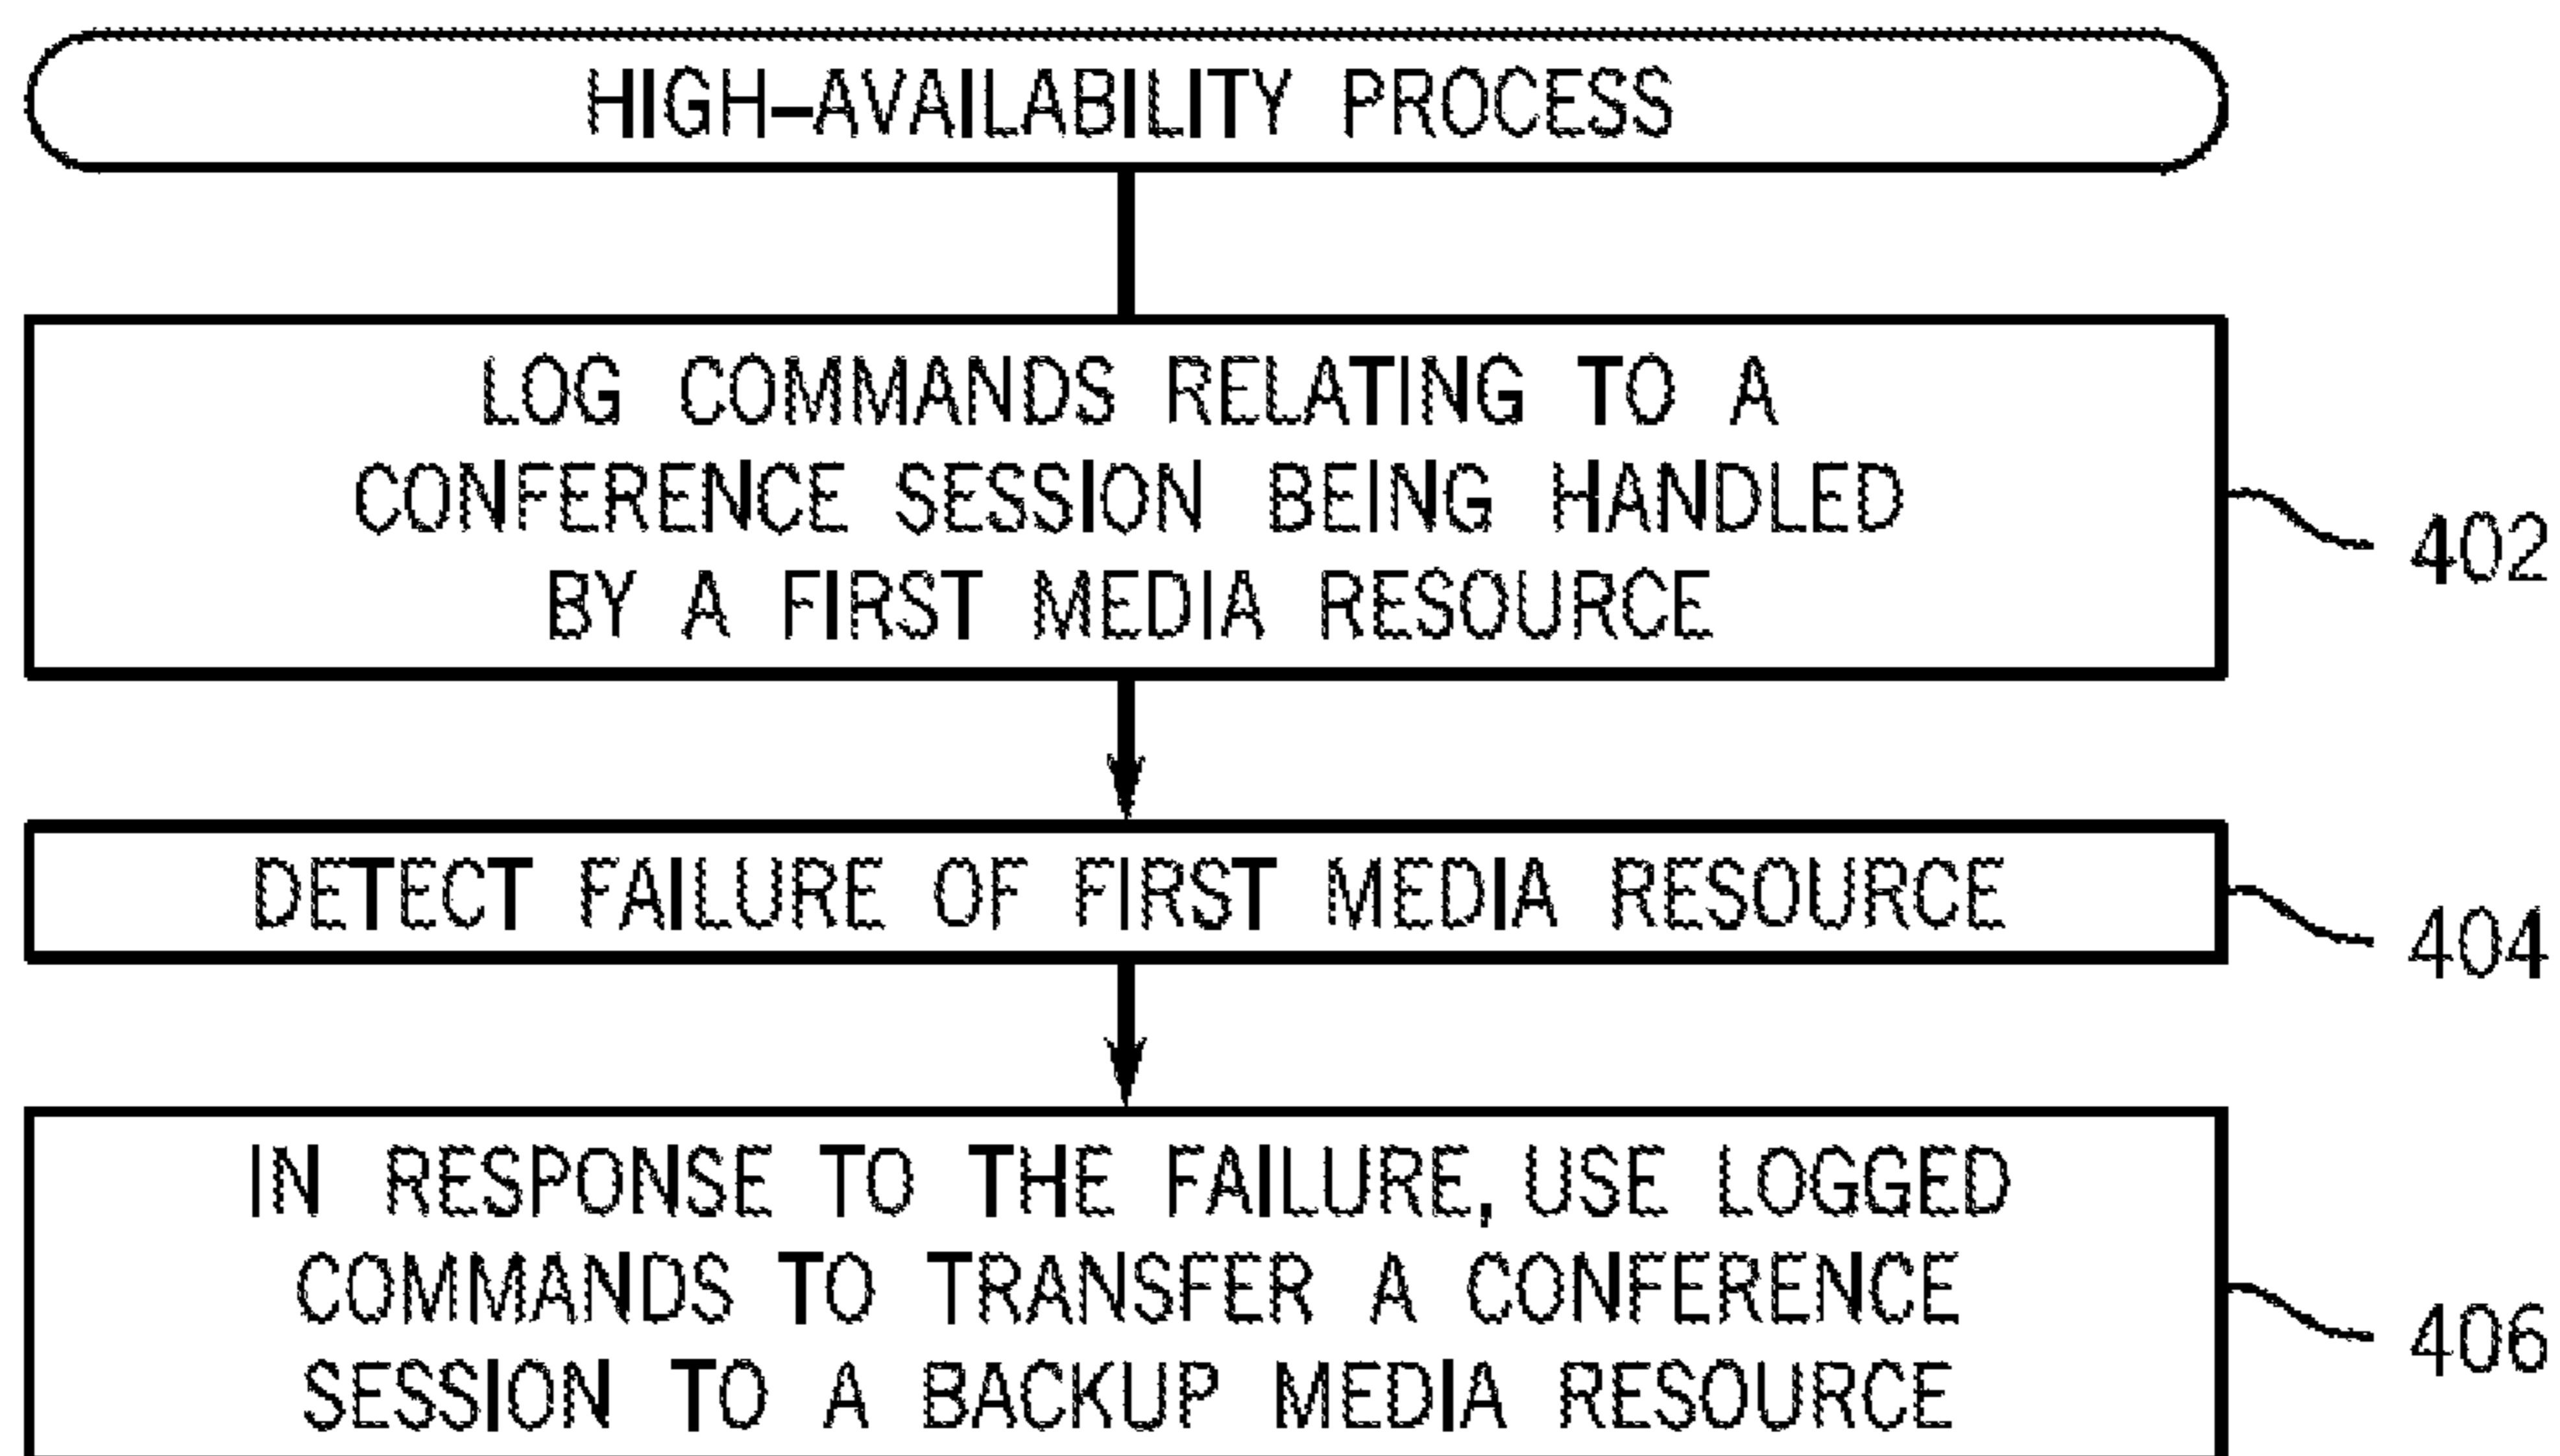 HIGH–AVAILABILITY PROCESS
LOG COMMANDS RELATING TO A
CONFERENCE SESSION BEING HANDLED
BY A FIRST MEDIA RESOURCE
402
DETECT FAILURE OF FIRST MEDIA RESOURCE
404
IN RESPONSE TO THE FAILURE, USE LOGGED
COMMANDS TO TRANSFER A CONFERENCE
SESSION TO A BACKUP MEDIA RESOURCE
406